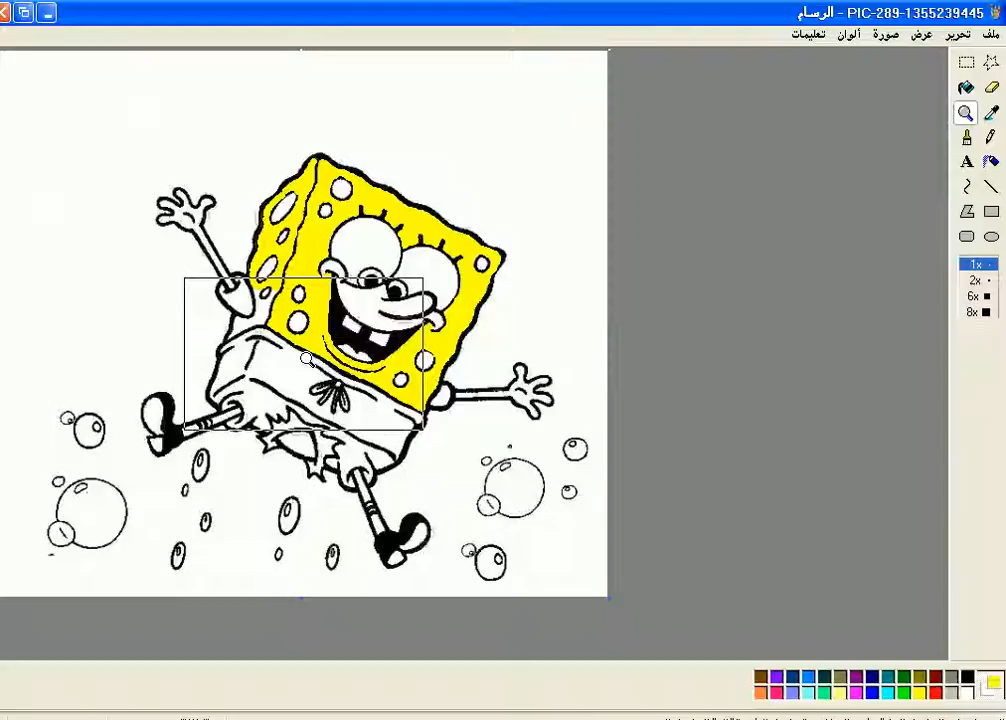 PIC-289-1355239445 - الرسام
ملف تحرير عرض صورة ألوان تعليمات
A
1x
2x
6x
8x